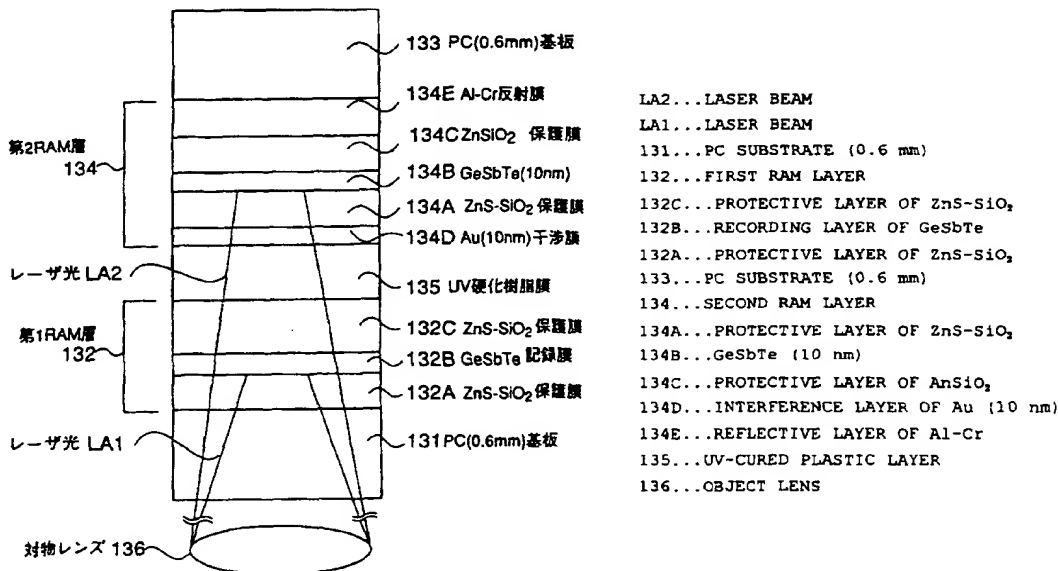 133 PC(0.6mm)基板
134E Al-Cr反射膜
134C ZnSiO2 保護膜
第2RAM層
134
134B GeSbTe(10nm)
134A ZnS-SiO2 保護膜
134D Au(10nm)干渉膜
レーザ光 LA2
135 UV硬化樹脂膜
第1RAM層
132
132C ZnS-SiO2 保護膜
132B GeSbTe 記録膜
132A ZnS-SiO2 保護膜
レーザ光 LA1
131 PC(0.6mm)基板
対物レンズ 136
LA2...LASER BEAM
LA1...LASER BEAM
131...PC SUBSTRATE (0.6 mm)
132...FIRST RAM LAYER
132C...PROTECTIVE LAYER OF ZnS-SiO₂
132B...RECORDING LAYER OF GeSbTe
132A...PROTECTIVE LAYER OF ZnS-SiO₂
133...PC SUBSTRATE (0.6 mm)
134...SECOND RAM LAYER
134A...PROTECTIVE LAYER OF ZnS-SiO₂
134B...GeSbTe (10 nm)
134C...PROTECTIVE LAYER OF AnSiO₂
134D...INTERFERENCE LAYER OF Au (10 nm)
134E...REFLECTIVE LAYER OF Al-Cr
135...UV-CURED PLASTIC LAYER
136...OBJECT LENS